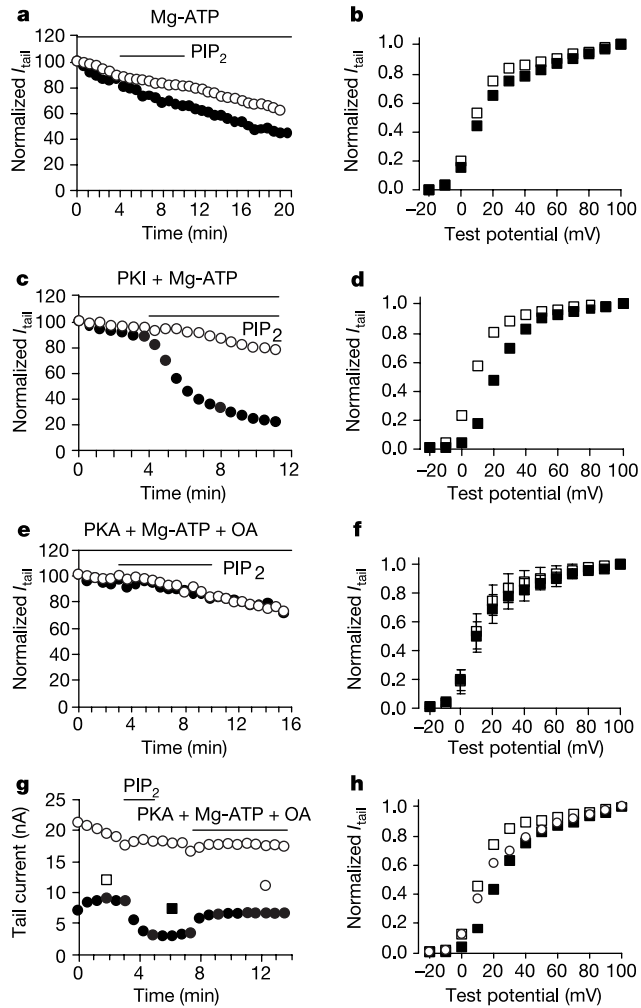 a
Mg-ATP
PIP2
Normalized Itail
120
100
80
60
40
20
0
0 4 8 12 16 20
Time (min)
b
Normalized Itail
1.0
0.8
0.6
0.4
0.2
0.0
−20 0 20 40 60 80 100
Test potential (mV)
c
PKI + Mg-ATP
PIP2
Normalized Itail
120
100
80
60
40
20
0
0 4 8 12
Time (min)
d
Normalized Itail
1.0
0.8
0.6
0.4
0.2
0.0
−20 0 20 40 60 80 100
Test potential (mV)
e
PKA + Mg-ATP + OA
PIP2
Normalized Itail
120
100
80
60
40
20
0
0 4 8 12 16
Time (min)
f
Normalized Itail
1.0
0.8
0.6
0.4
0.2
0.0
−20 0 20 40 60 80 100
Test potential (mV)
g
PIP2
PKA + Mg-ATP + OA
Tail current (nA)
25
20
15
10
5
0
0 4 8 12
Time (min)
h
Normalized Itail
1.0
0.8
0.6
0.4
0.2
0.0
−20 0 20 40 60 80 100
Test potential (mV)